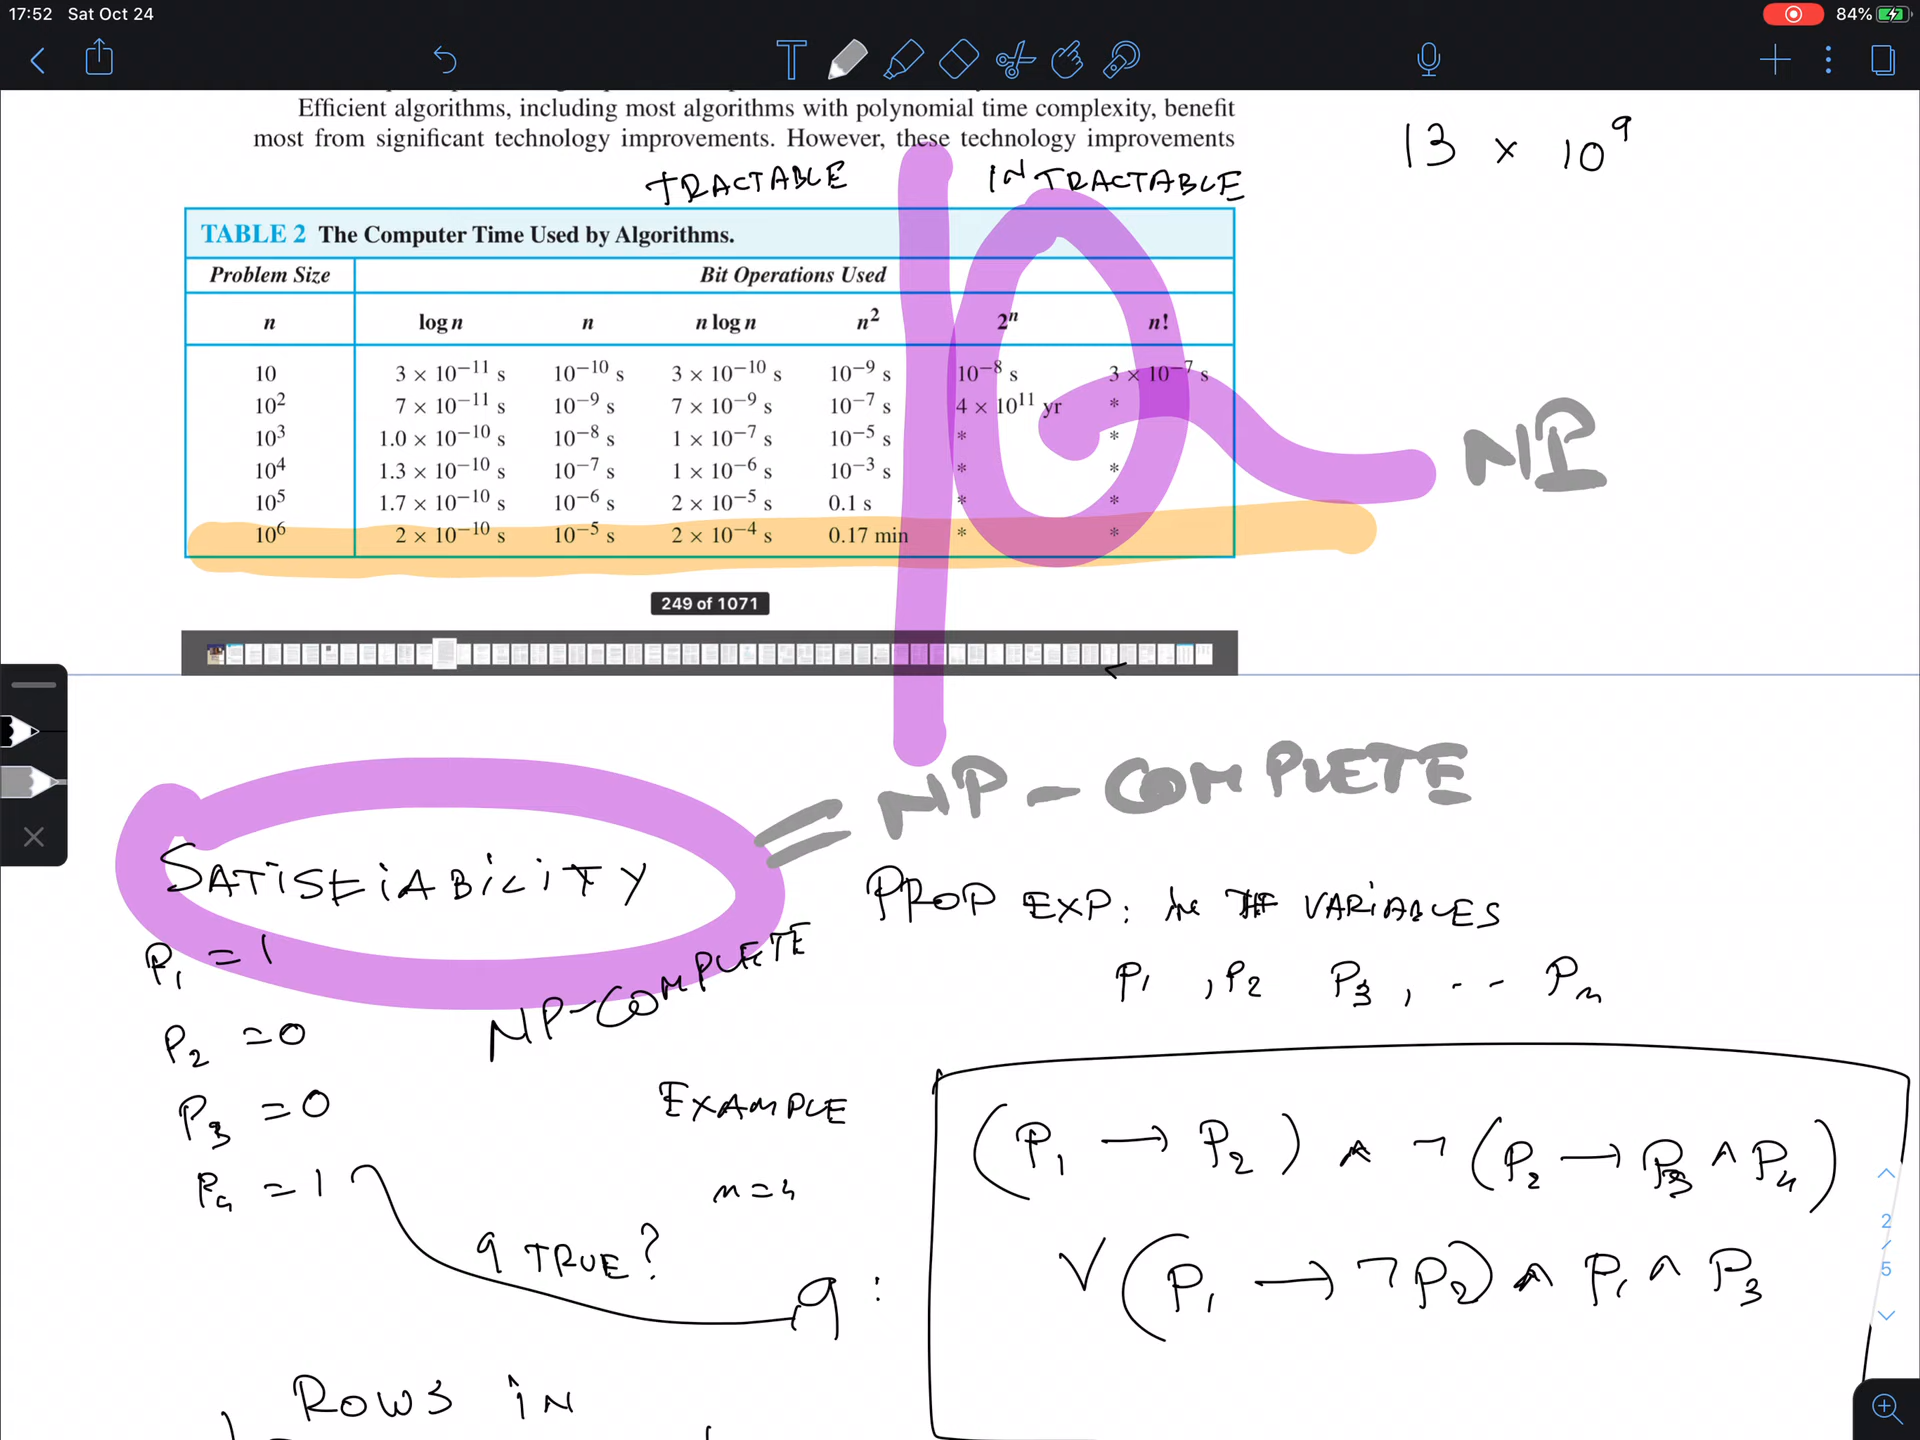 17:52 Sat Oct 24
84%
Efficient algorithms, including most algorithms with polynomial time complexity, benefit
most from significant technology improvements. However, these technology improvements
13 × 10⁹
TRACTABLE INTRACTABLE
TABLE 2 The Computer Time Used by Algorithms.
Problem Size Bit Operations Used
n log n n n log n n² 2ⁿ n!
10 3 × 10⁻¹¹ s 10⁻¹⁰ s 3 × 10⁻¹⁰ s 10⁻⁹ s 10⁻⁸ s 3 × 10⁻⁷ s
10² 7 × 10⁻¹¹ s 10⁻⁹ s 7 × 10⁻⁹ s 10⁻⁷ s 4 × 10¹¹ yr *
10³ 1.0 × 10⁻¹⁰ s 10⁻⁸ s 1 × 10⁻⁷ s 10⁻⁵ s * *
10⁴ 1.3 × 10⁻¹⁰ s 10⁻⁷ s 1 × 10⁻⁶ s 10⁻³ s * *
10⁵ 1.7 × 10⁻¹⁰ s 10⁻⁶ s 2 × 10⁻⁵ s 0.1 s * *
10⁶ 2 × 10⁻¹⁰ s 10⁻⁵ s 2 × 10⁻⁴ s 0.17 min * *
NP
249 of 1071
= NP-COMPLETE
SATISFIABILITY
PROP EXP: IN VARIABLES
P₁, P₂ P₃, .. Pₙ
NP-COMPLETE
P₁ = 1
P₂ = 0
P₃ = 0
P₄ = 1
EXAMPLE
n = 4
(P₁ → P₂) ∧ ¬(P₂ → P₃ ∧ P₄)
∨ (P₁ → ¬P₂) ∧ P₁ ∧ P₃
q TRUE?
q :
ROWS IN
2
/
5